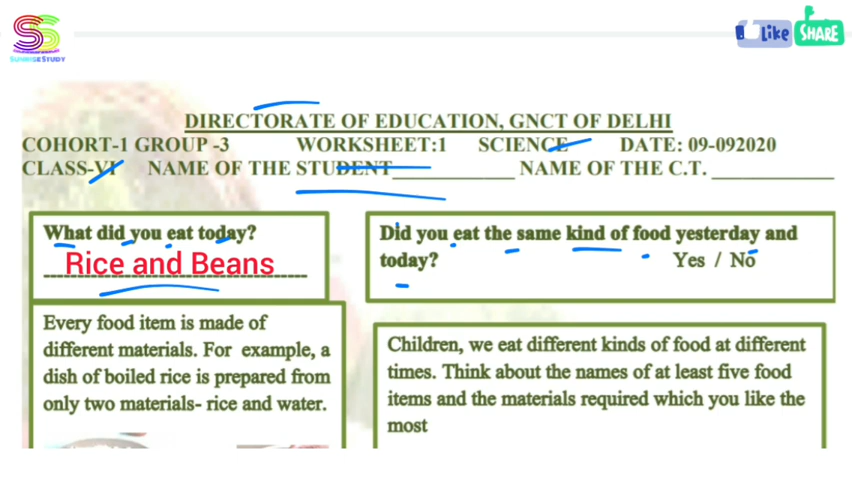 SS
SUNRISESTUDY
Like
SHARE
DIRECTORATE OF EDUCATION, GNCT OF DELHI
COHORT-1 GROUP -3 WORKSHEET:1 SCIENCE DATE: 09-092020
CLASS-VI NAME OF THE STUDENT______________ NAME OF THE C.T. ______________
What did you eat today?
Rice and Beans
Did you eat the same kind of food yesterday and
today? Yes / No
Every food item is made of
different materials. For example, a
dish of boiled rice is prepared from
only two materials- rice and water.
Children, we eat different kinds of food at different
times. Think about the names of at least five food
items and the materials required which you like the
most